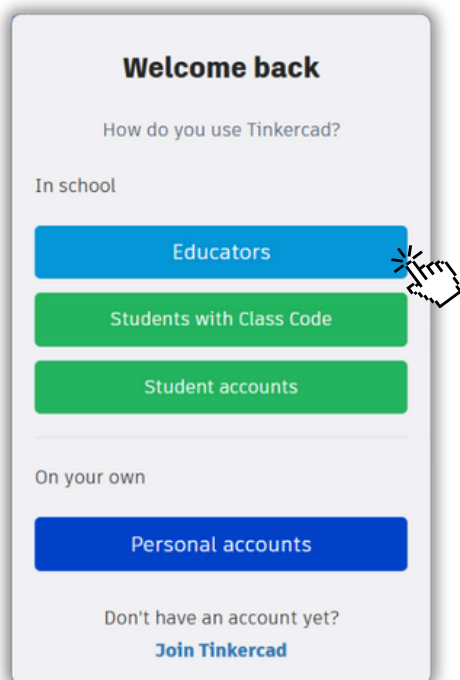 Welcome back
How do you use Tinkercad?
In school
Educators
Students with Class Code
Student accounts
On your own
Personal accounts
Don't have an account yet?
Join Tinkercad